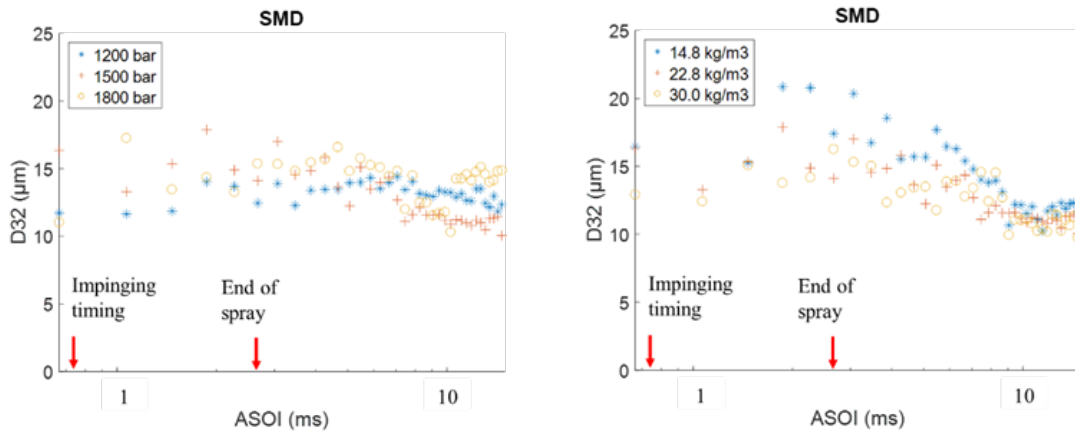 SMD
25
20
15
10
5
0
D32 (μm)
1200 bar
1500 bar
1800 bar
Impinging
timing
End of
spray
1
10
ASOI (ms)
SMD
25
20
15
10
5
0
D32 (μm)
14.8 kg/m3
22.8 kg/m3
30.0 kg/m3
Impinging
timing
End of
spray
1
10
ASOI (ms)